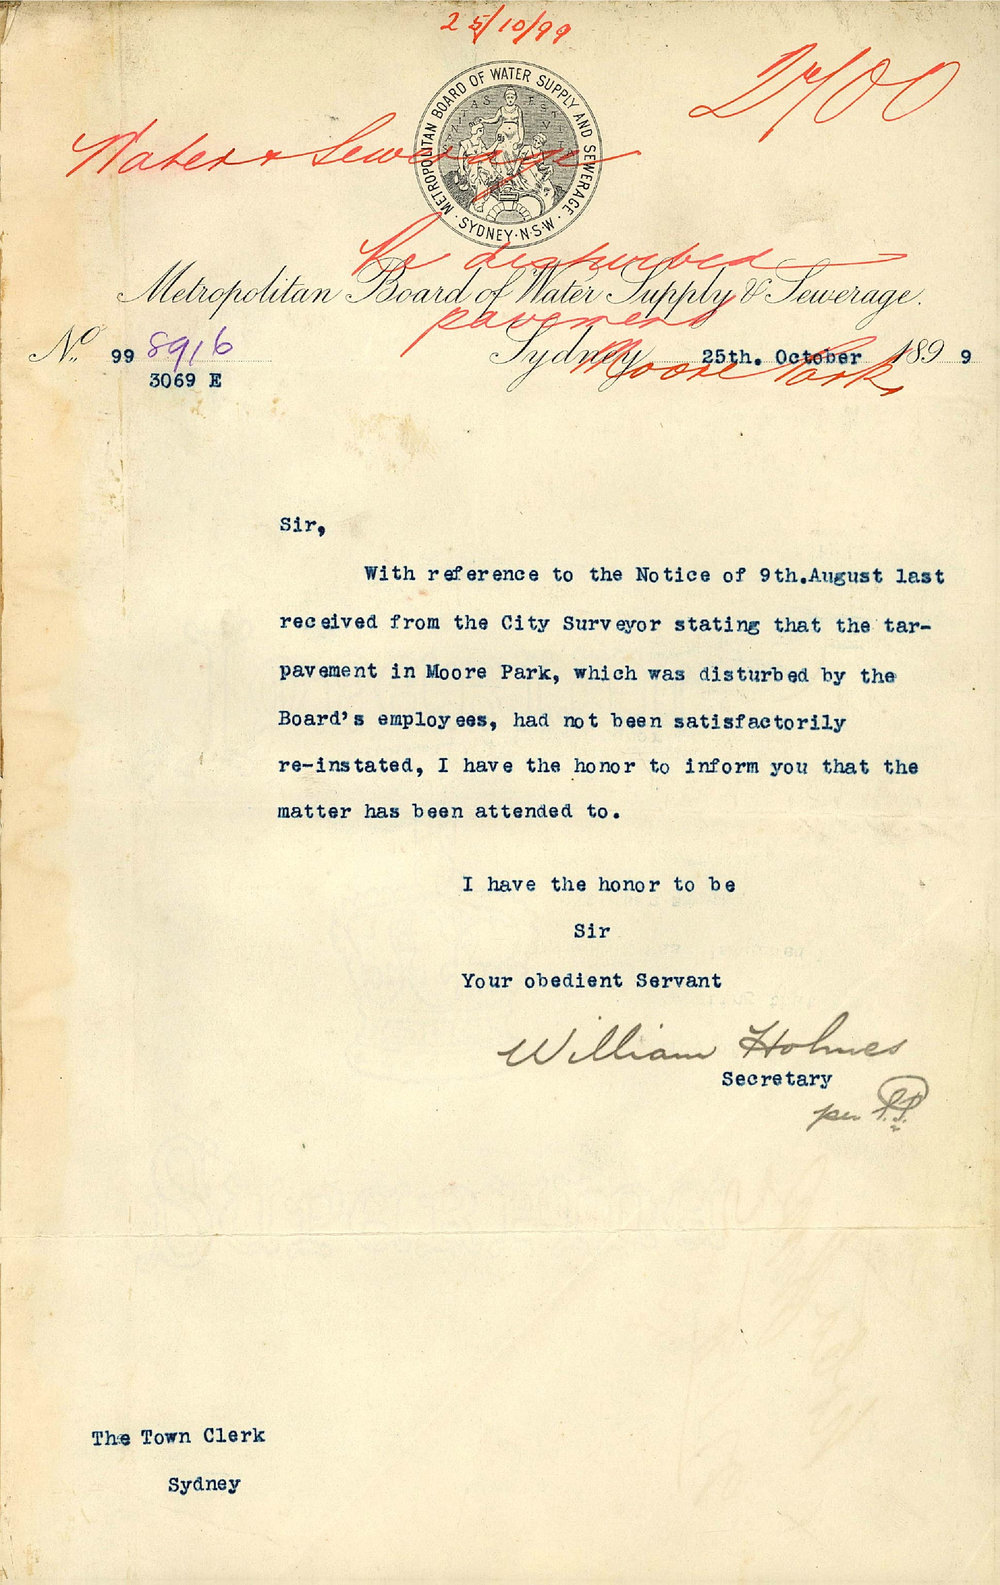 25/10/99
2700
METROPOLITAN BOARD OF WATER SUPPLY AND SEWERAGE.
· SYDNEY · N·S·W ·
Water & Sewerage
Re disturbed
Metropolitan Board of Water Supply & Sewerage.
pavement
No. 99 8916
3069 E
Sydney 25th. October 1899
Moore Park
Sir,
With reference to the Notice of 9th.August last
received from the City Surveyor stating that the tar-
pavement in Moore Park, which was disturbed by the
Board's employees, had not been satisfactorily
re-instated, I have the honor to inform you that the
matter has been attended to.
I have the honor to be
Sir
Your obedient Servant
William Holmes
Secretary
per
The Town Clerk
Sydney